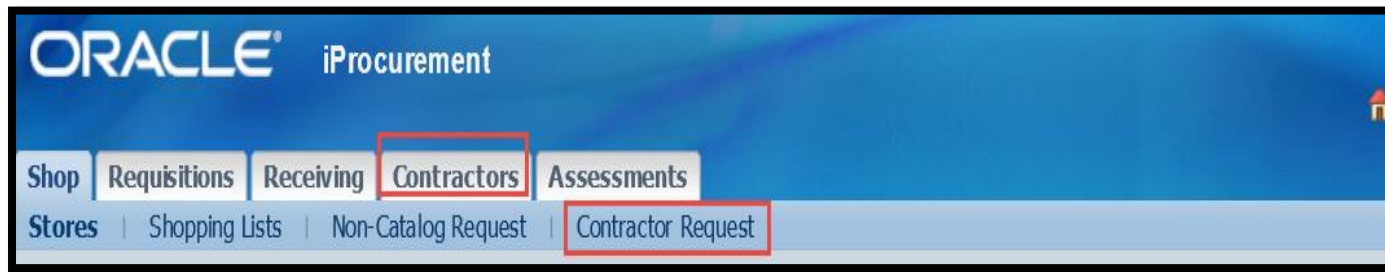 ORACLE® iProcurement
Shop Requisitions Receiving Contractors Assessments
Stores | Shopping Lists | Non-Catalog Request | Contractor Request